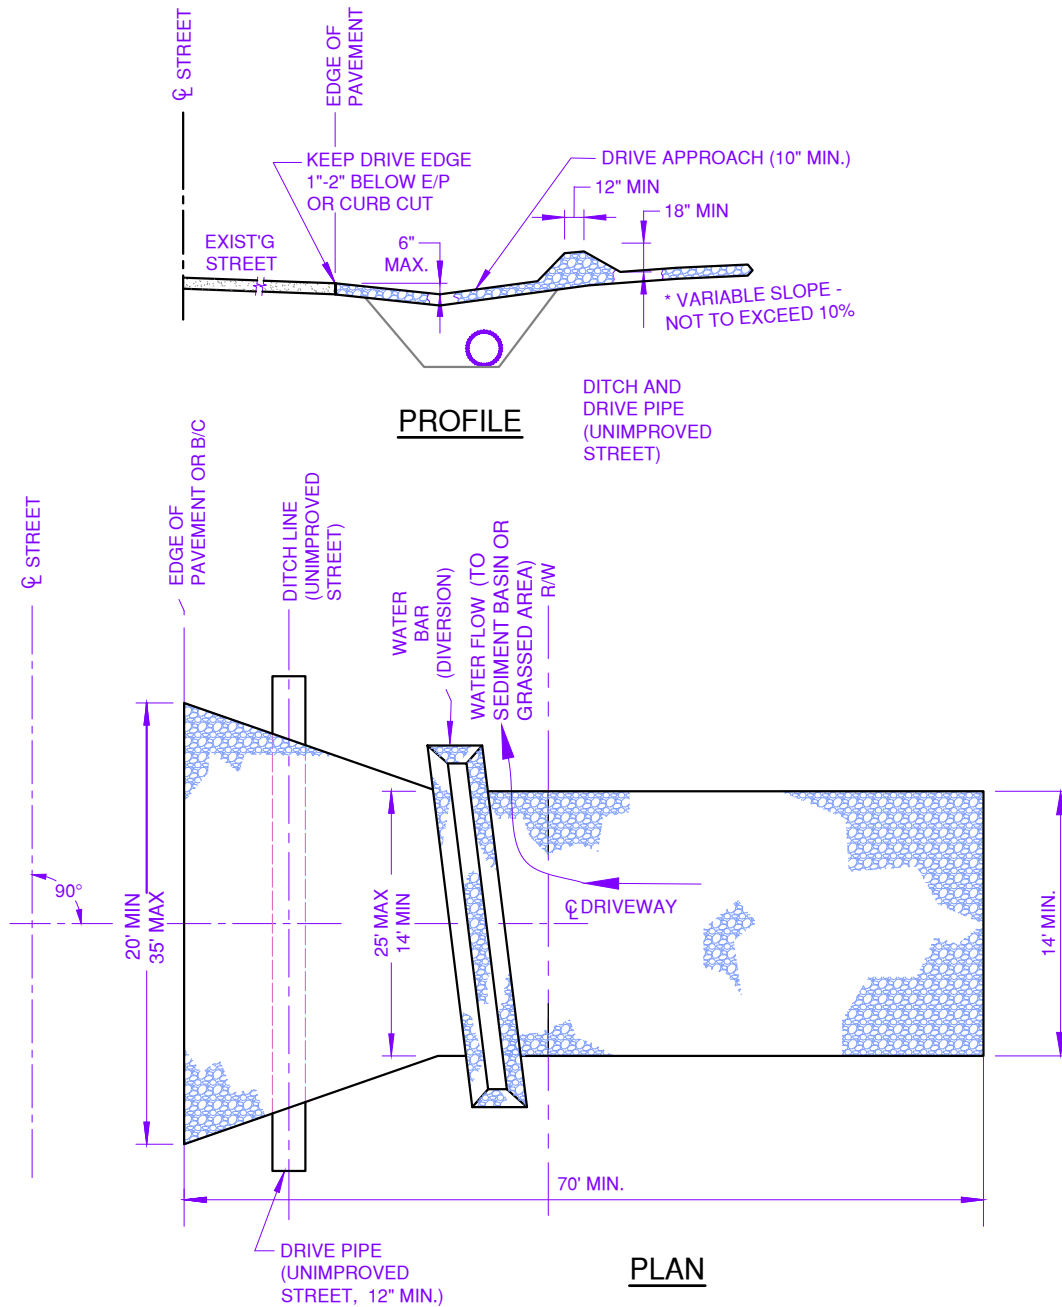 ℄ STREET
EDGE OF
PAVEMENT
KEEP DRIVE EDGE
1"-2" BELOW E/P
OR CURB CUT
DRIVE APPROACH (10" MIN.)
12" MIN
18" MIN
EXIST'G
STREET
6"
MAX.
* VARIABLE SLOPE -
NOT TO EXCEED 10%
DITCH AND
DRIVE PIPE
(UNIMPROVED
STREET)
PROFILE
℄ STREET
EDGE OF
PAVEMENT OR B/C
DITCH LINE
(UNIMPROVED
STREET)
WATER
BAR
(DIVERSION)
WATER FLOW (TO
SEDIMENT BASIN OR
GRASSED AREA)
R/W
90°
20' MIN
35' MAX
25' MAX
14' MIN
℄ DRIVEWAY
14' MIN.
70' MIN.
DRIVE PIPE
(UNIMPROVED
STREET, 12" MIN.)
PLAN